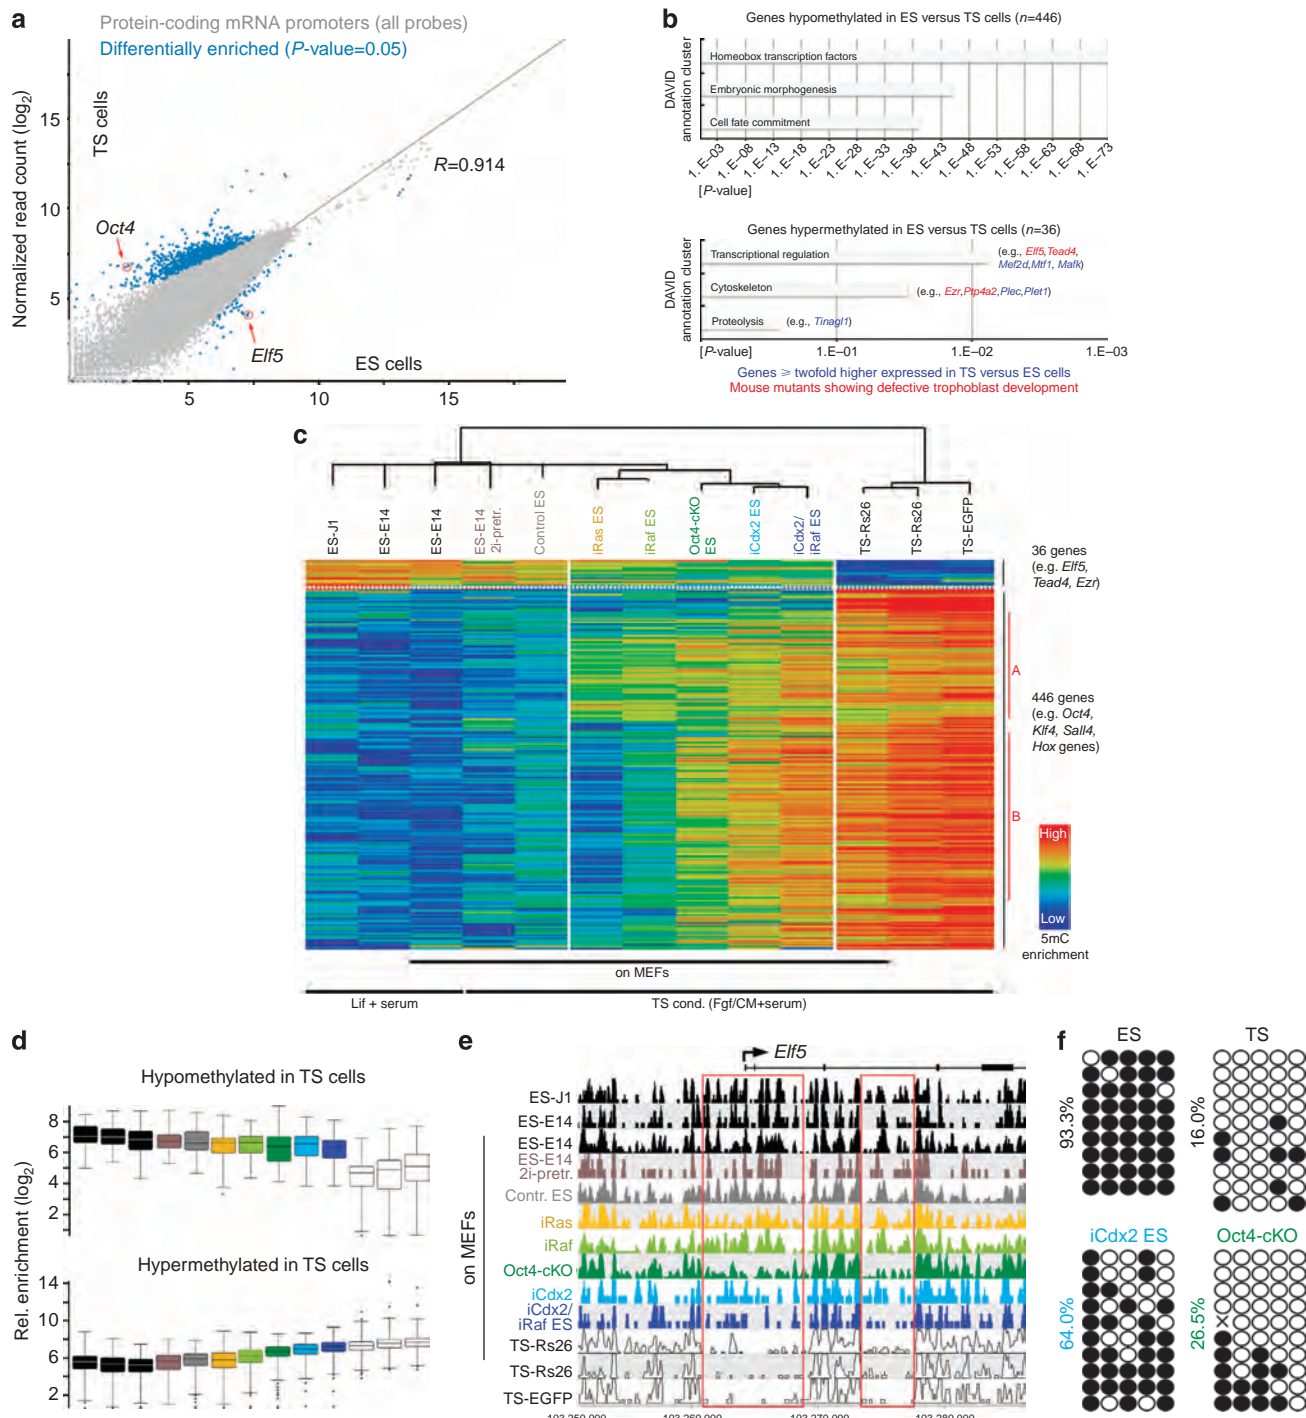 a
Protein-coding mRNA promoters (all probes)
Differentially enriched (P-value=0.05)
Normalized read count (log2)
TS cells
15
10
5
R=0.914
Oct4
Elf5
ES cells
5
10
15
b
Genes hypomethylated in ES versus TS cells (n=446)
DAVID
annotation cluster
Homeobox transcription factors
Embryonic morphogenesis
Cell fate commitment
1.E−03
1.E−08
1.E−13
1.E−18
1.E−23
1.E−28
1.E−33
1.E−38
1.E−43
1.E−48
1.E−53
1.E−58
1.E−63
1.E−68
1.E−73
[P-value]
Genes hypermethylated in ES versus TS cells (n=36)
DAVID
annotation cluster
Transcriptional regulation
(e.g., Elf5,Tead4,
Mef2d,Mtf1, Mafk)
Cytoskeleton
(e.g., Ezr,Ptp4a2,Plec,Plet1)
Proteolysis
(e.g., Tinagl1)
[P-value]
1.E−01
1.E−02
1.E−03
Genes ⩾ twofold higher expressed in TS versus ES cells
Mouse mutants showing defective trophoblast development
c
ES-J1
ES-E14
ES-E14
ES-E14
2i-pretr.
Control ES
iRas ES
iRaf ES
Oct4-cKO
ES
iCdx2 ES
iCdx2/
iRaf ES
TS-Rs26
TS-Rs26
TS-EGFP
36 genes
(e.g. Elf5,
Tead4, Ezr)
A
446 genes
(e.g. Oct4,
Klf4, Sall4,
Hox genes)
B
High
Low
5mC
enrichment
on MEFs
Lif + serum
TS cond. (Fgf/CM+serum)
d
Hypomethylated in TS cells
8
6
4
2
Rel. enrichment (log2)
Hypermethylated in TS cells
14
10
6
2
e
Elf5
ES-J1
ES-E14
ES-E14
ES-E14
2i-pretr.
Contr. ES
iRas
iRaf
Oct4-cKO
iCdx2
iCdx2/
iRaf ES
TS-Rs26
TS-Rs26
TS-EGFP
on MEFs
103,250,000
103,260,000
103,270,000
103,280,000
f
ES
TS
93.3%
16.0%
iCdx2 ES
Oct4-cKO
64.0%
26.5%